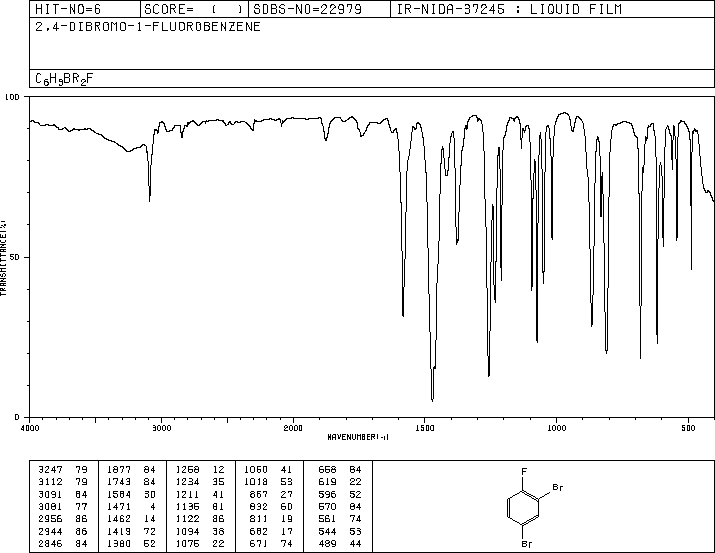 HIT-NO=6 SCORE= ( ) SDBS-NO=22979 IR-NIDA-37245 : LIQUID FILM
2,4-DIBROMO-1-FLUOROBENZENE
C6H3BR2F
100
50
0
TRANSMITTANCE(%)
4000 3000 2000 1500 1000 500
WAVENUMBER(-1)
3247 79 1877 84 1268 12 1050 41 658 84
3112 79 1743 84 1234 35 1018 53 619 22
3091 64 1584 30 1211 41 867 27 596 52
3081 77 1471 4 1136 81 832 60 570 84
2956 86 1462 14 1122 86 811 19 561 74
2944 86 1419 72 1094 38 682 17 544 53
2846 84 1380 52 1075 22 671 74 489 44
F
Br
Br